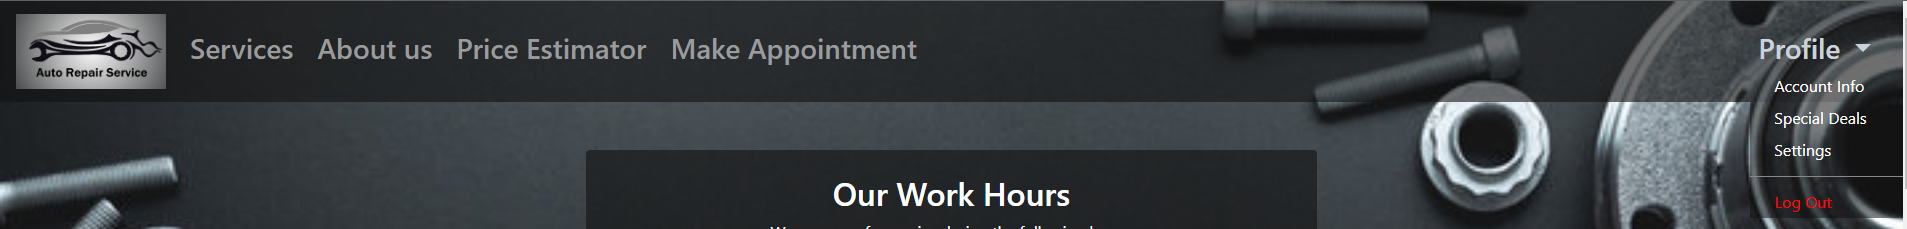 Auto Repair Service
Services
About us
Price Estimator
Make Appointment
Profile
Account Info
Special Deals
Settings
Log Out
Our Work Hours